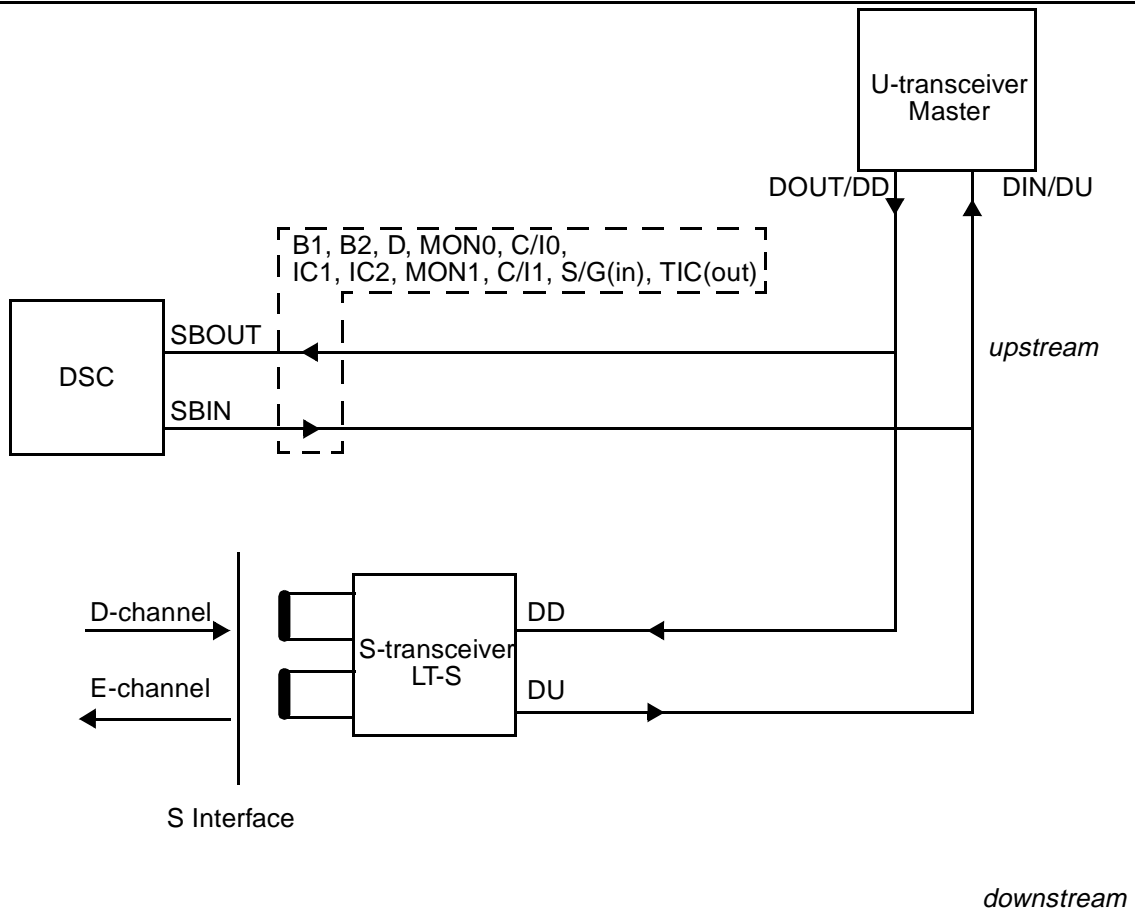 U-transceiver
Master
DOUT/DD
DIN/DU
B1, B2, D, MON0, C/I0,
IC1, IC2, MON1, C/I1, S/G(in), TIC(out)
SBOUT
upstream
DSC
SBIN
D-channel
DD
S-transceiver
LT-S
E-channel
DU
S Interface
downstream